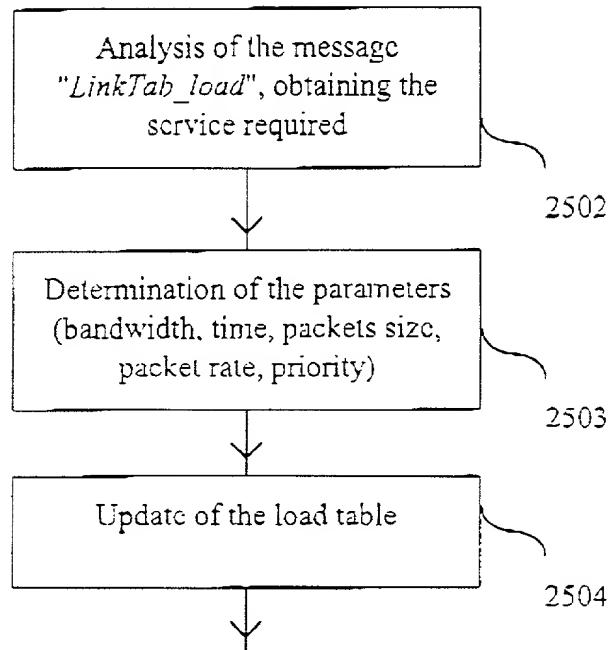 Analysis of the message
"LinkTab_load", obtaining the
service required
2502
Determination of the parameters
(bandwidth, time, packets size,
packet rate, priority)
2503
Update of the load table
2504